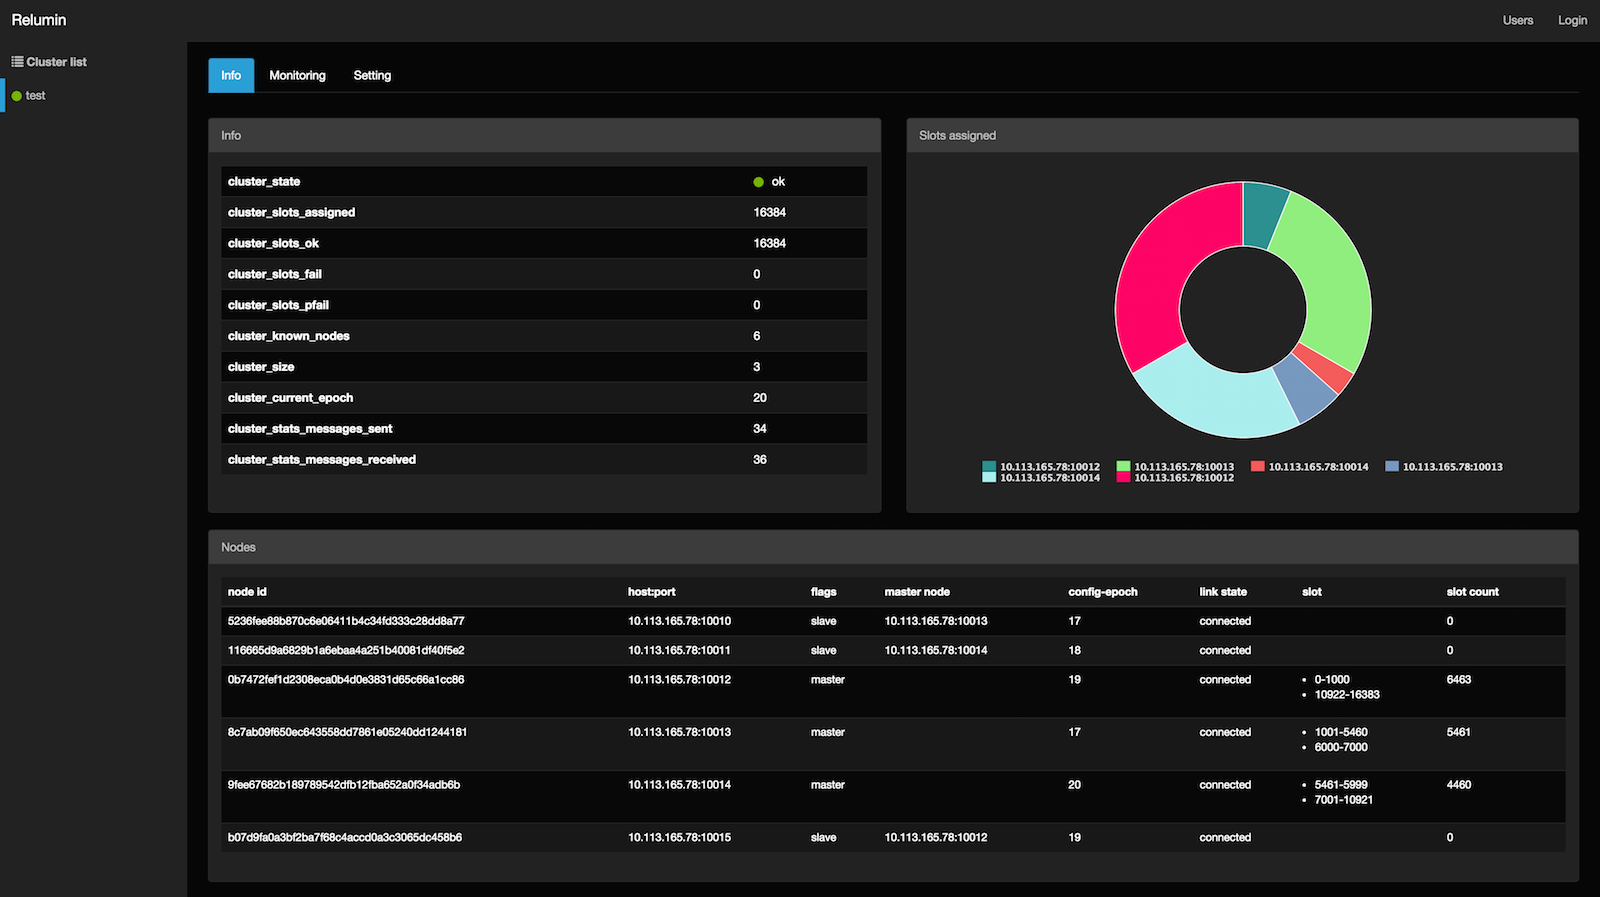 Relumin
Users Login
Cluster list
test
Info Monitoring Setting
Info
cluster_state ok
cluster_slots_assigned 16384
cluster_slots_ok 16384
cluster_slots_fail 0
cluster_slots_pfail 0
cluster_known_nodes 6
cluster_size 3
cluster_current_epoch 20
cluster_stats_messages_sent 34
cluster_stats_messages_received 36
Slots assigned
10.113.165.78:10012 10.113.165.78:10013 10.113.165.78:10014 10.113.165.78:10013
10.113.165.78:10014 10.113.165.78:10012
Nodes
node id host:port flags master node config-epoch link state slot slot count
5236fee88b870c6e06411b4c34fd333c28dd8a77 10.113.165.78:10010 slave 10.113.165.78:10013 17 connected 0
116665d9a6829b1a6ebaa4a251b40081df40f5e2 10.113.165.78:10011 slave 10.113.165.78:10014 18 connected 0
0b7472fef1d2308eca0b4d0e3831d65c66a1cc86 10.113.165.78:10012 master 19 connected • 0-1000 6463
• 10922-16383
8c7ab09f650ec643558dd7861e05240dd1244181 10.113.165.78:10013 master 17 connected • 1001-5460 5461
• 6000-7000
9fee67682b189789542dfb12fba652a0f34adb6b 10.113.165.78:10014 master 20 connected • 5461-5999 4460
• 7001-10921
b07d9fa0a3bf2ba7f68c4accd0a3c3065dc458b6 10.113.165.78:10015 slave 10.113.165.78:10012 19 connected 0